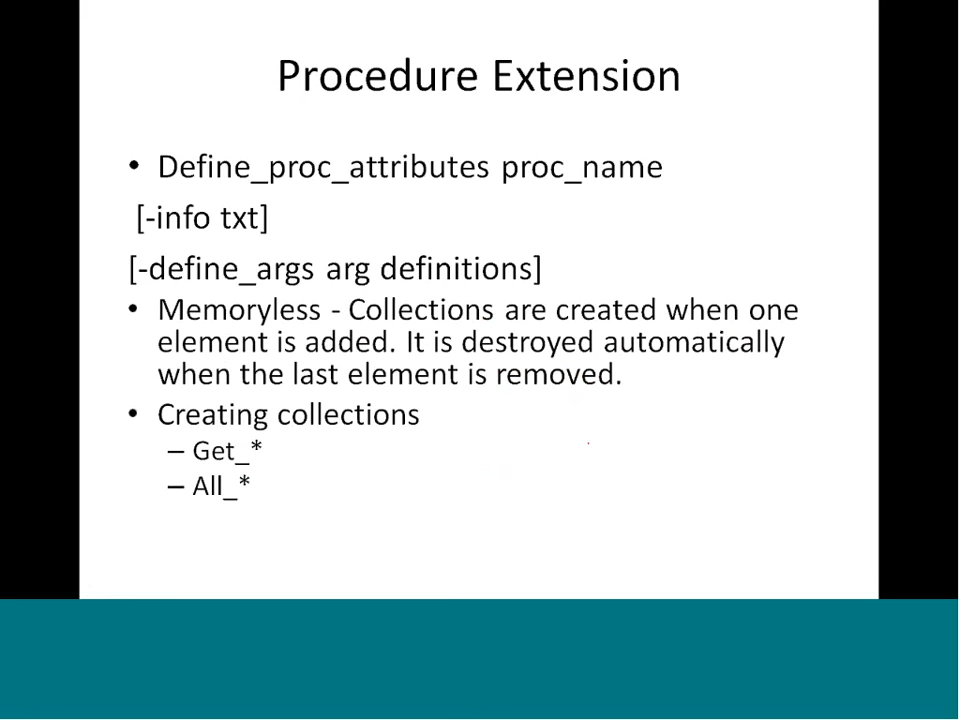 Procedure Extension
• Define_proc_attributes proc_name
[-info txt]
[-define_args arg definitions]
• Memoryless - Collections are created when one
element is added. It is destroyed automatically
when the last element is removed.
• Creating collections
– Get_*
– All_*